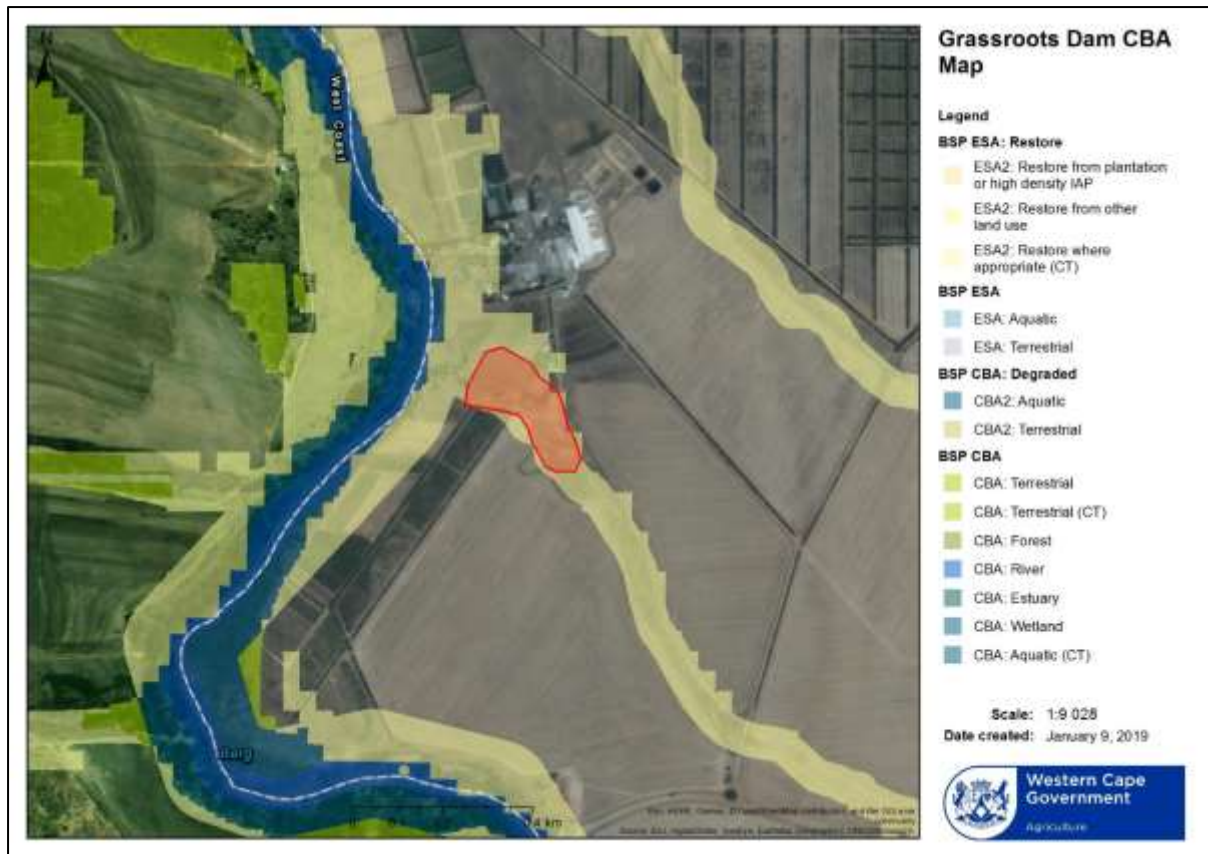 Grassroots Dam CBA
Map
Legend
BSP ESA: Restore
ESA2: Restore from plantation
or high density IAP
ESA2: Restore from other
land use
ESA2: Restore where
appropriate (CT)
BSP ESA
ESA: Aquatic
ESA: Terrestrial
BSP CBA: Degraded
CBA2: Aquatic
CBA2: Terrestrial
BSP CBA
CBA: Terrestrial
CBA: Terrestrial (CT)
CBA: Forest
CBA: River
CBA: Estuary
CBA: Wetland
CBA: Aquatic (CT)
Scale: 1:9 028
Date created: January 9, 2019
Western Cape
Government
Agriculture
West Coast
r
km